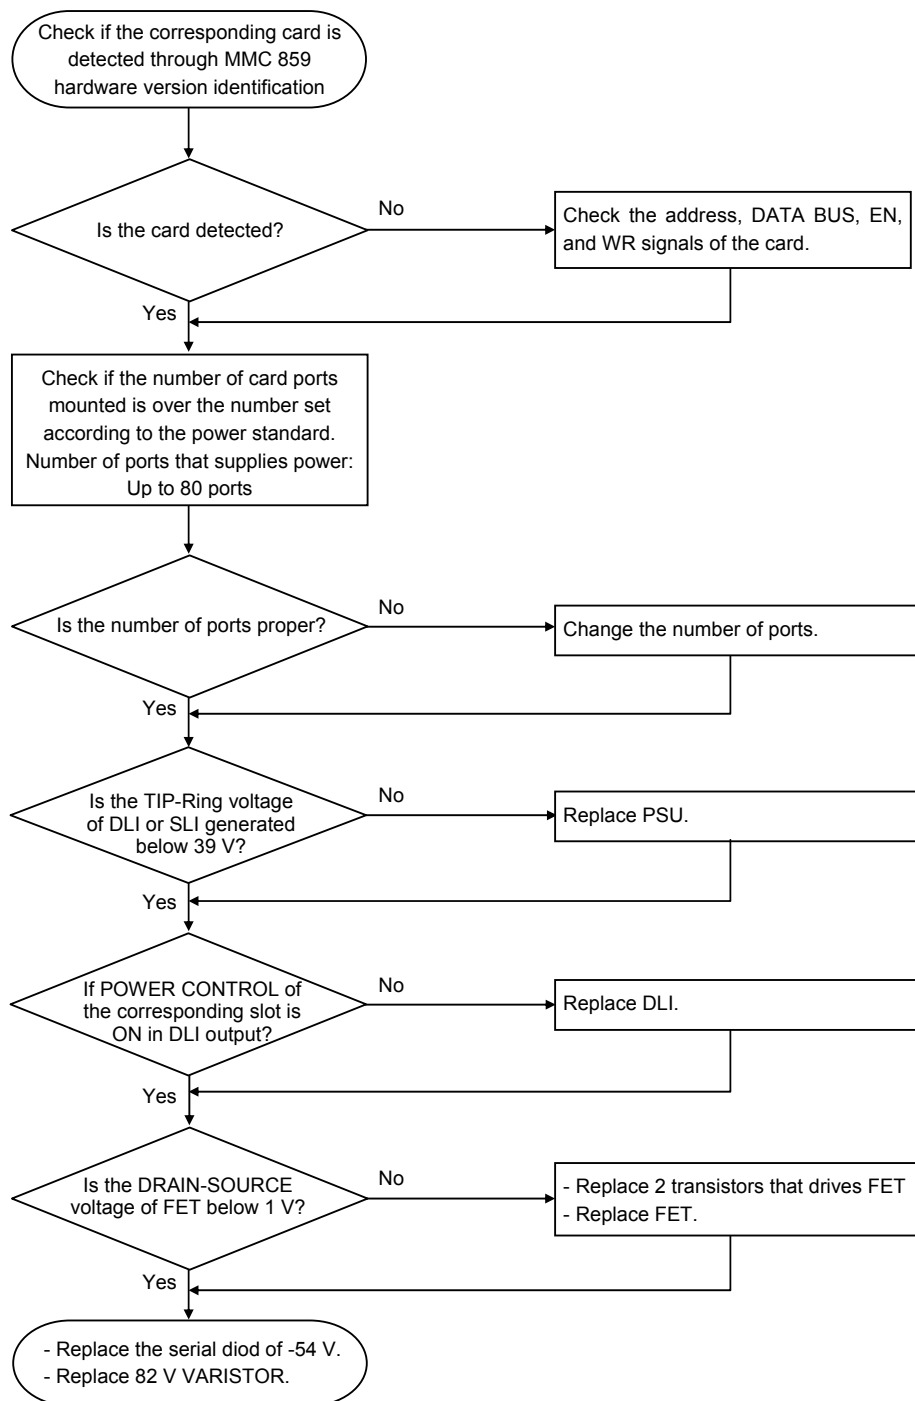 Check if the corresponding card is
detected through MMC 859
hardware version identification
Is the card detected?
No
Check the address, DATA BUS, EN,
and WR signals of the card.
Yes
Check if the number of card ports
mounted is over the number set
according to the power standard.
Number of ports that supplies power:
Up to 80 ports
Is the number of ports proper?
No
Change the number of ports.
Yes
Is the TIP-Ring voltage
of DLI or SLI generated
below 39 V?
No
Replace PSU.
Yes
If POWER CONTROL of
the corresponding slot is
ON in DLI output?
No
Replace DLI.
Yes
Is the DRAIN-SOURCE
voltage of FET below 1 V?
No
- Replace 2 transistors that drives FET
- Replace FET.
Yes
- Replace the serial diod of -54 V.
- Replace 82 V VARISTOR.